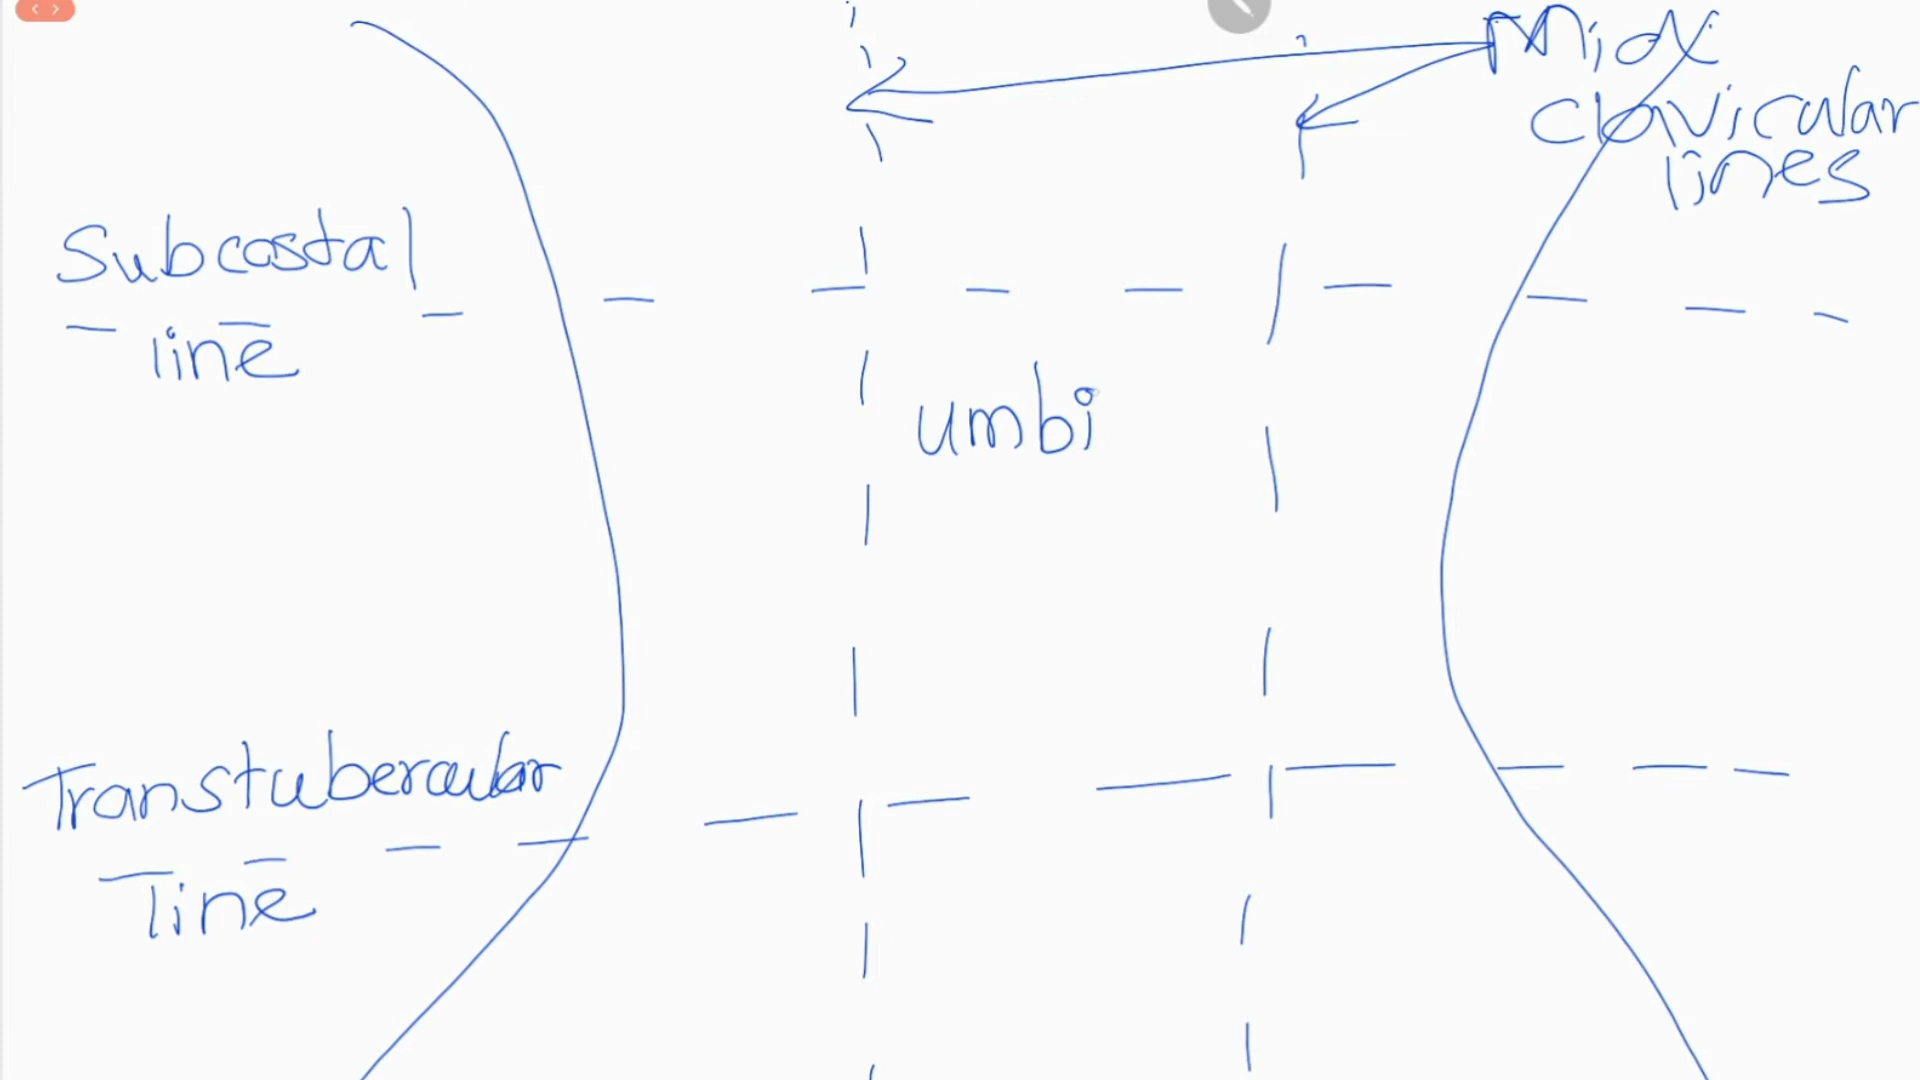 Mid
clavicular
lines
Subcostal
line
umbi
Transtubercular
line